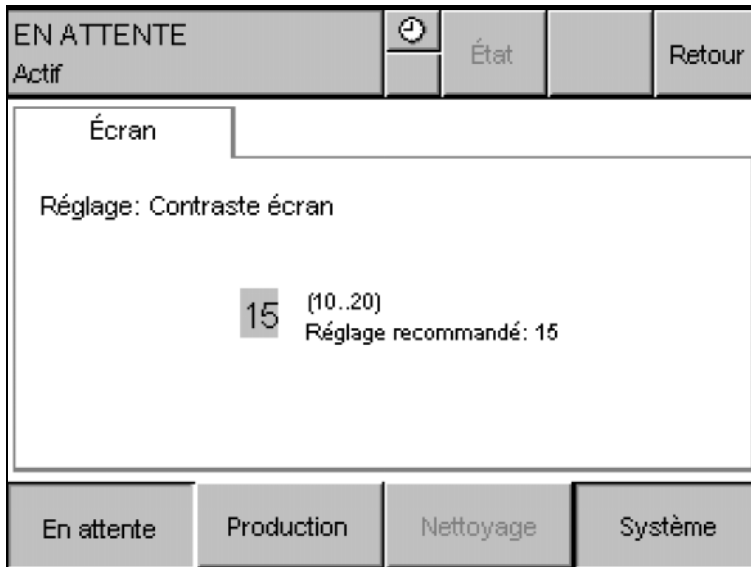 EN ATTENTE
Actif
État
Retour
Écran
Réglage: Contraste écran
15
(10..20)
Réglage recommandé: 15
En attente
Production
Nettoyage
Système